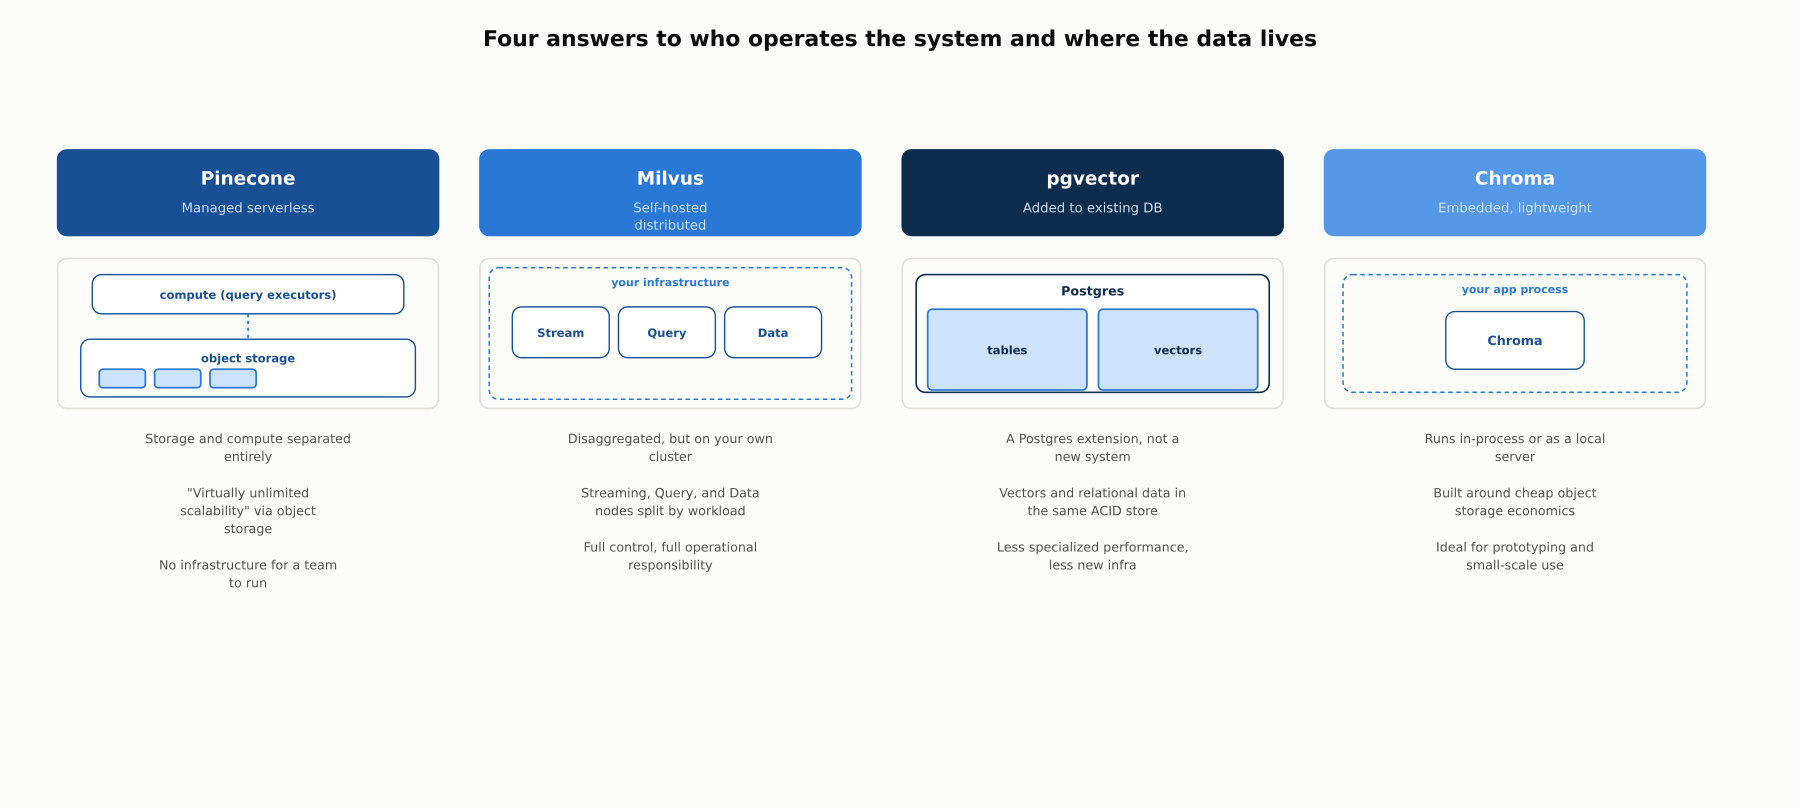 Four answers to who operates the system and where the data lives
Pinecone
Managed serverless
compute (query executors)
object storage
Storage and compute separated
entirely
"Virtually unlimited
scalability" via object
storage
No infrastructure for a team
to run
Milvus
Self-hosted
distributed
your infrastructure
Stream
Query
Data
Disaggregated, but on your own
cluster
Streaming, Query, and Data
nodes split by workload
Full control, full operational
responsibility
pgvector
Added to existing DB
Postgres
tables
vectors
A Postgres extension, not a
new system
Vectors and relational data in
the same ACID store
Less specialized performance,
less new infra
Chroma
Embedded, lightweight
your app process
Chroma
Runs in-process or as a local
server
Built around cheap object
storage economics
Ideal for prototyping and
small-scale use